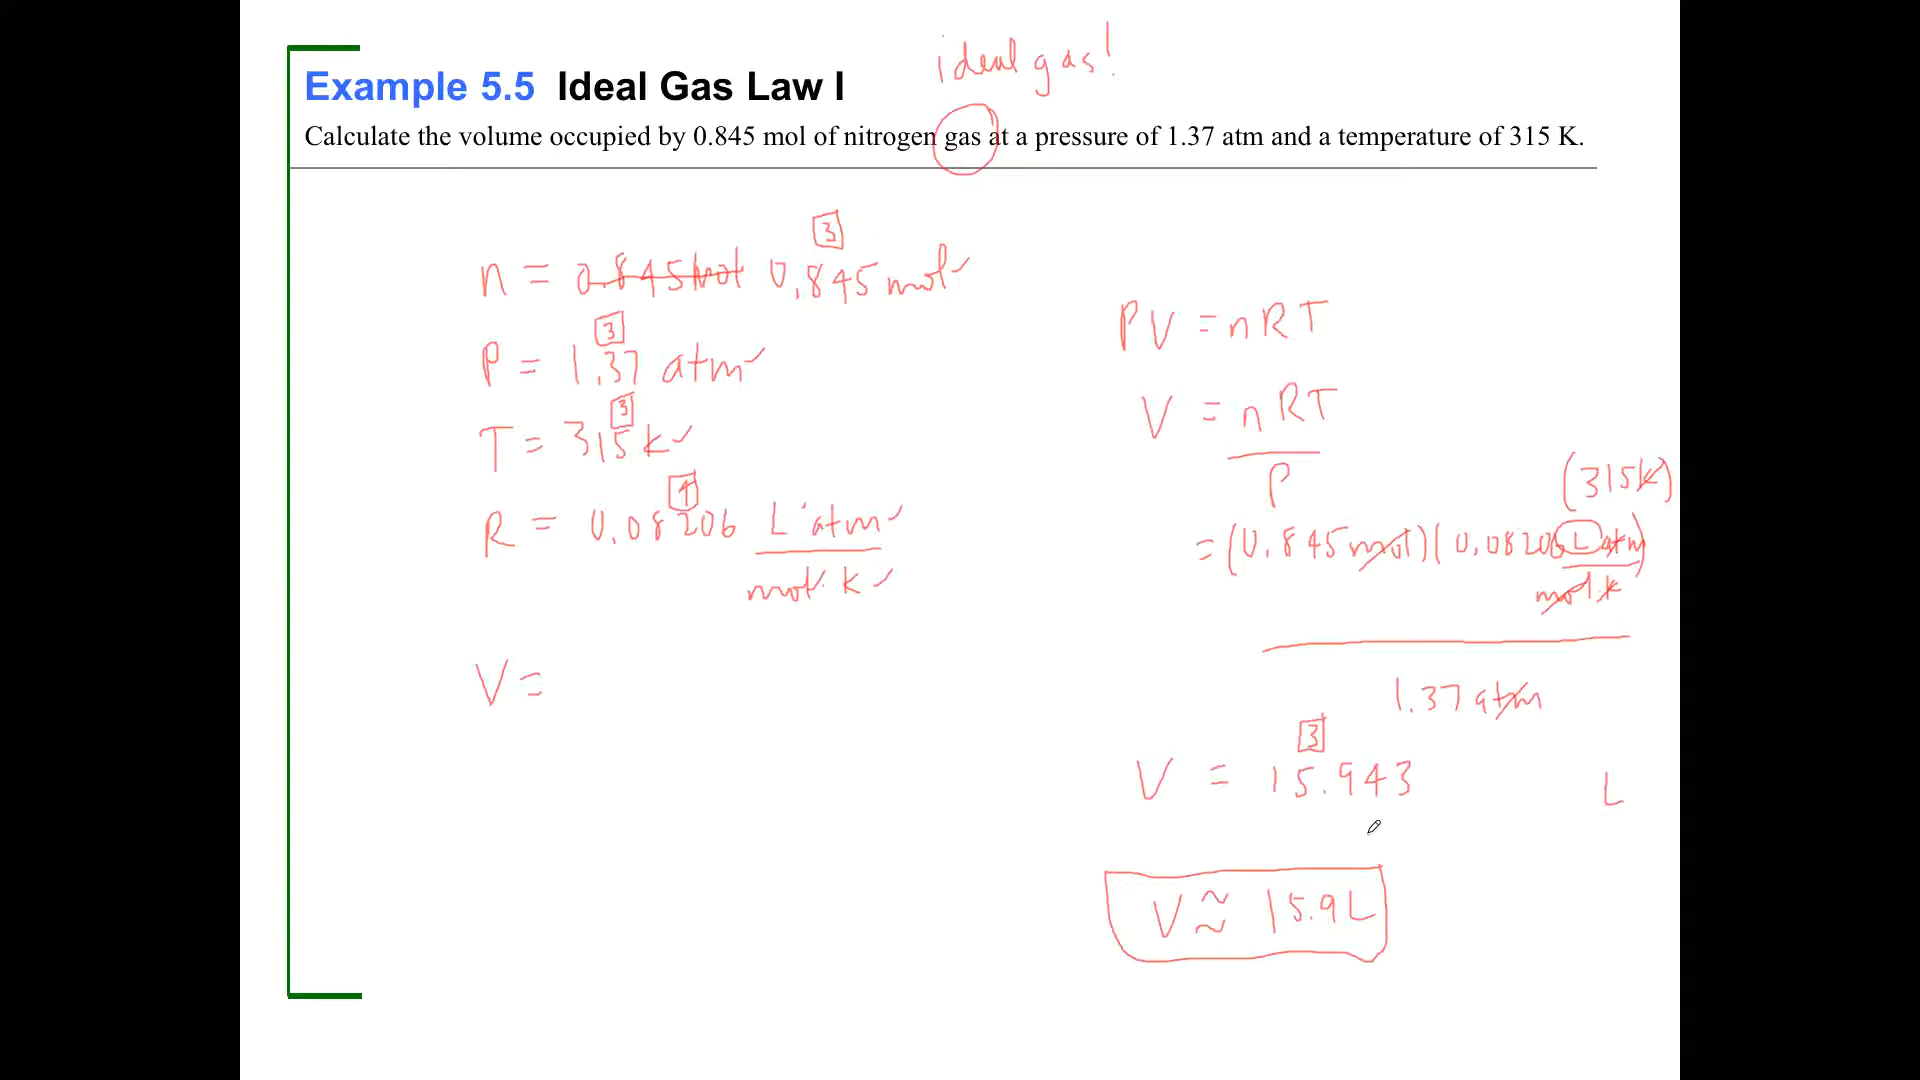 ideal gas!
Example 5.5 Ideal Gas Law I
Calculate the volume occupied by 0.845 mol of nitrogen gas at a pressure of 1.37 atm and a temperature of 315 K.
3
n = 0.845 mol 0.845 mol
3
P = 1.37 atm
3
T = 315 K
4
R = 0.08206 L·atm
mol·K
V =
PV = nRT
V = nRT
P
(315K)
= (0.845 mol)(0.08206 L atm)
mol·K
1.37 atm
3
V = 15.943 L
V ≈ 15.9 L